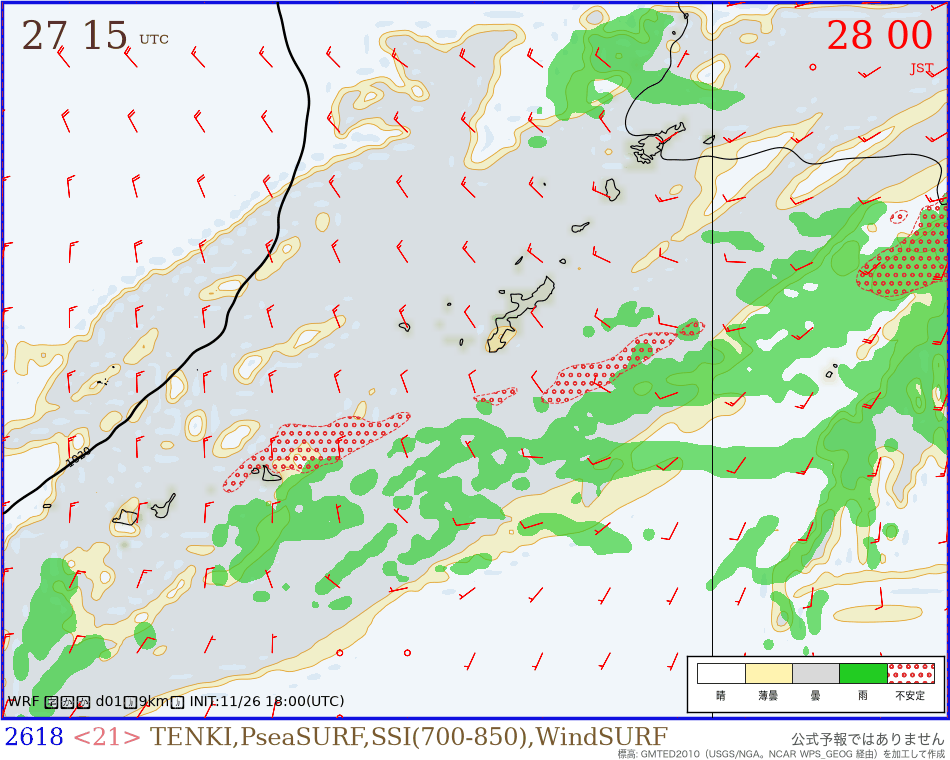 27 15 UTC
28 00
JST
1020
晴 薄曇 曇 雨 不安定
WRF d01 9km INIT:11/26 18:00(UTC)
2618 <21> TENKI,PseaSURF,SSI(700-850),WindSURF
公式予報ではありません
標高: GMTED2010（USGS/NGA。NCAR WPS_GEOG 経由）を加工して作成